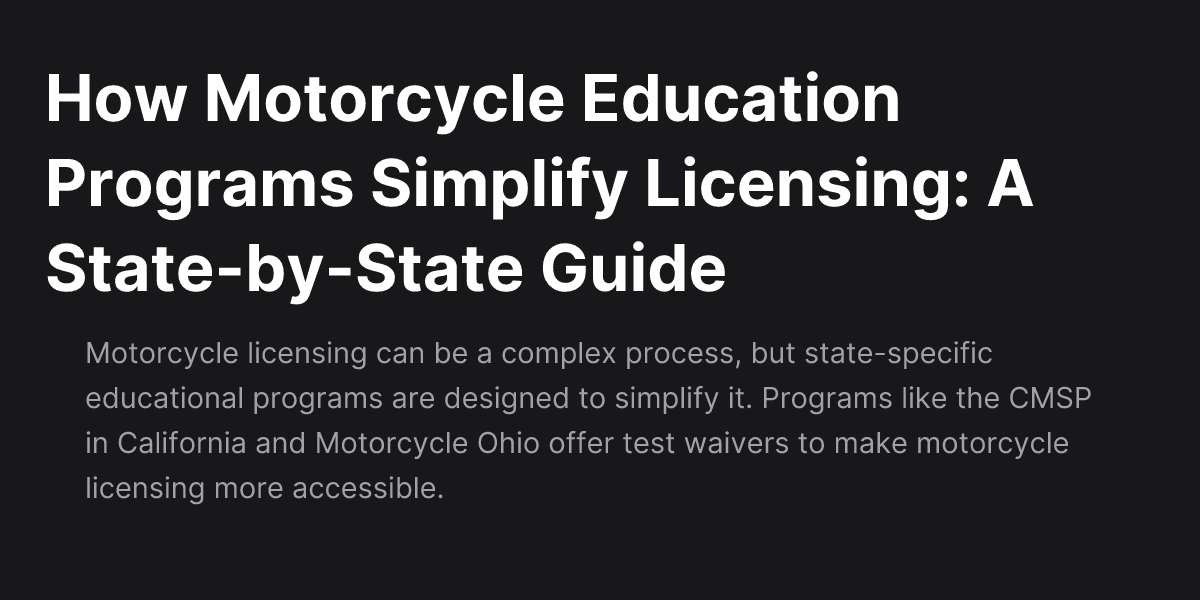 How Motorcycle Education
Programs Simplify Licensing: A
State-by-State Guide
Motorcycle licensing can be a complex process, but state-specific
educational programs are designed to simplify it. Programs like the CMSP
in California and Motorcycle Ohio offer test waivers to make motorcycle
licensing more accessible.